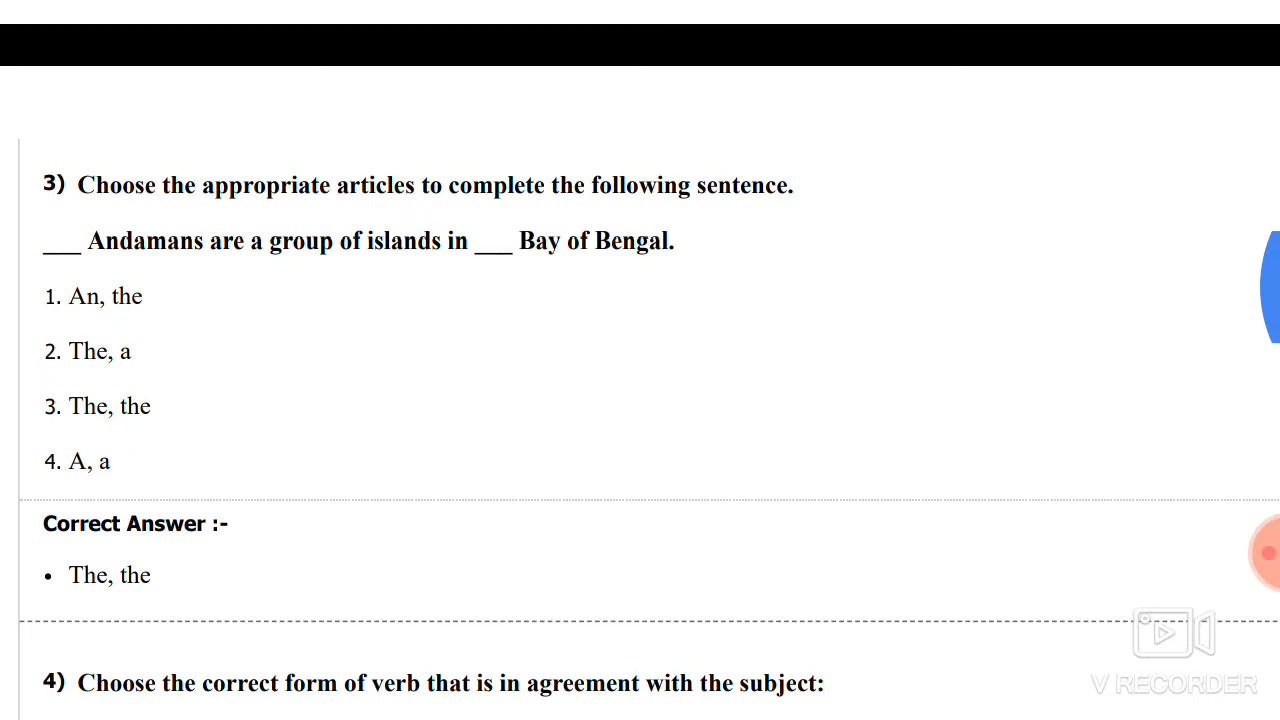 3) Choose the appropriate articles to complete the following sentence.
___ Andamans are a group of islands in ___ Bay of Bengal.
1. An, the
2. The, a
3. The, the
4. A, a
Correct Answer :-
• The, the
4) Choose the correct form of verb that is in agreement with the subject:
V RECORDER